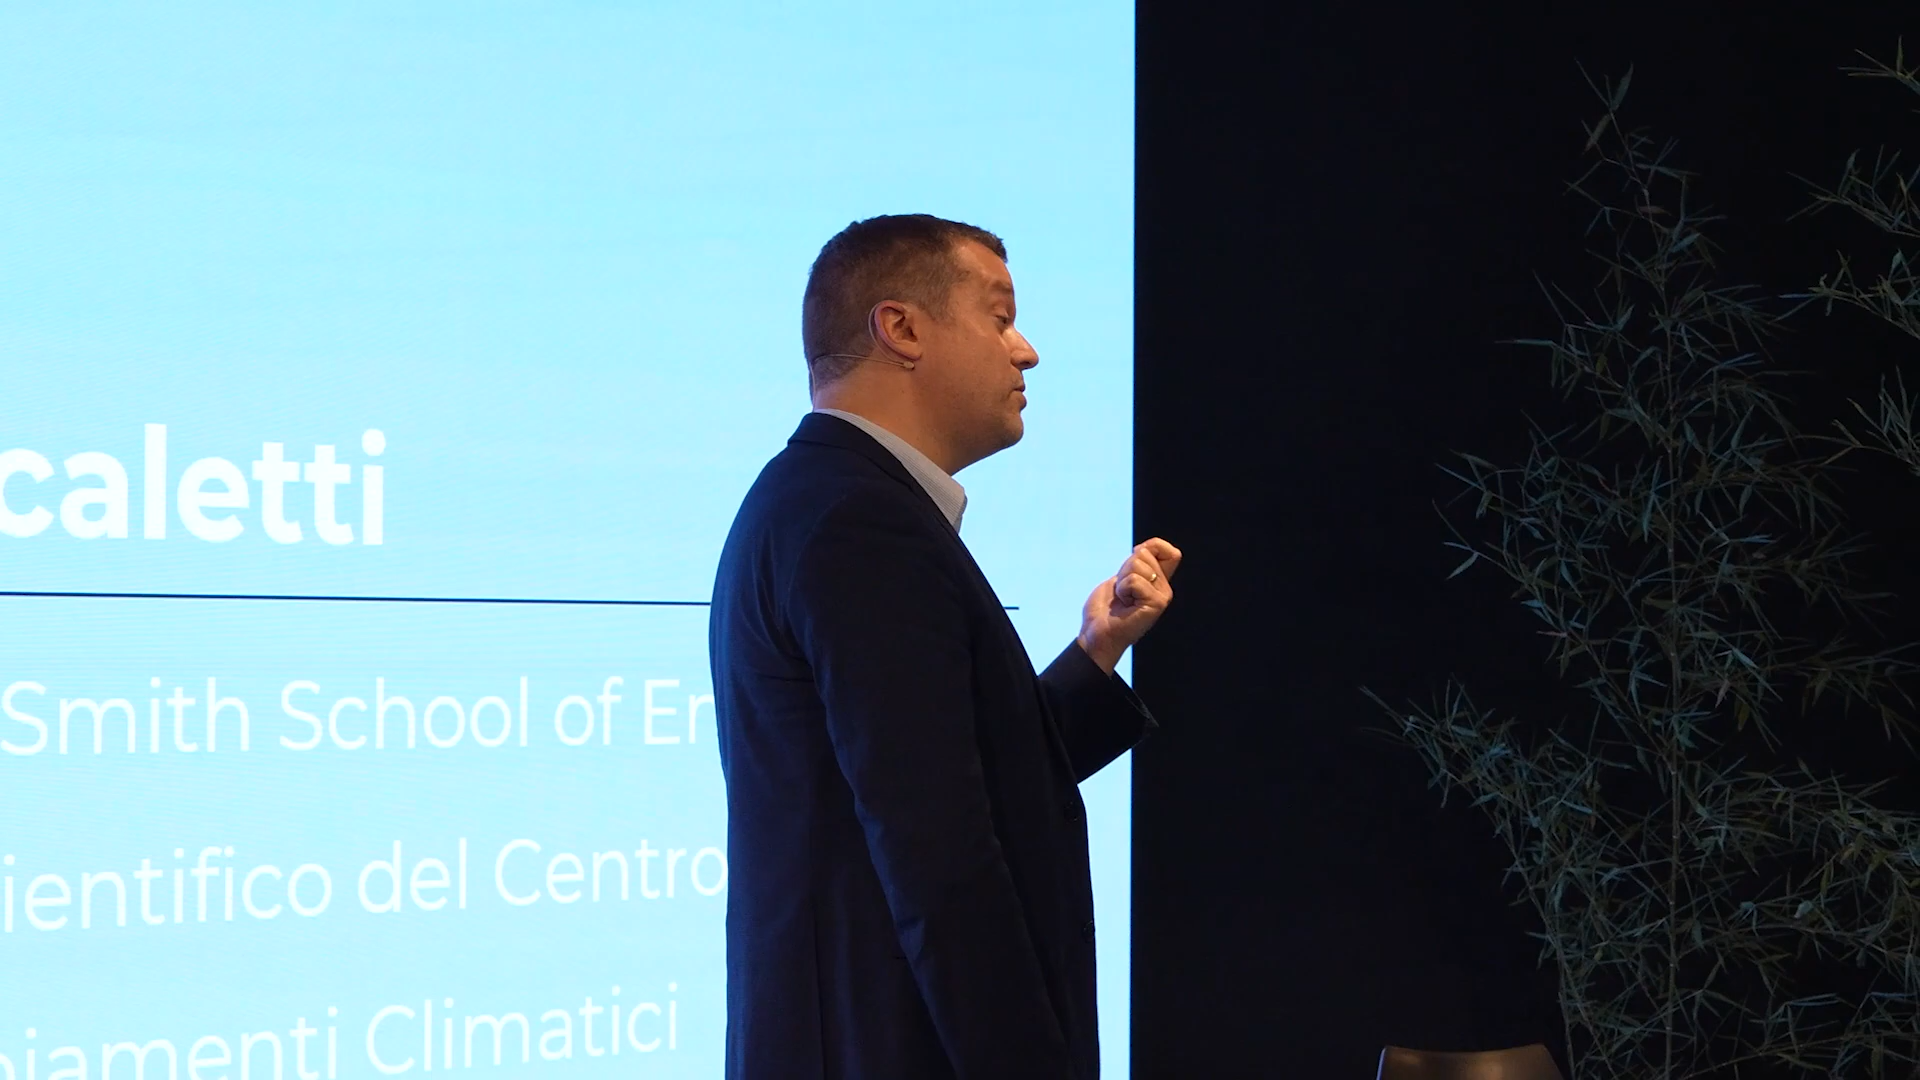 caletti
Smith School of En
ientifico del Centro
biamenti Climatici